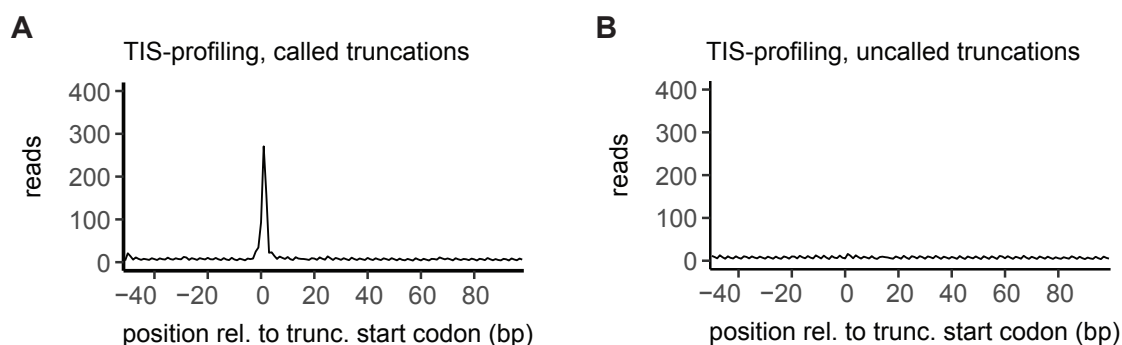 A
TIS-profiling, called truncations
400
300
200
100
0
reads
−40 −20 0 20 40 60 80
position rel. to trunc. start codon (bp)
B
TIS-profiling, uncalled truncations
400
300
200
100
0
reads
−40 −20 0 20 40 60 80
position rel. to trunc. start codon (bp)